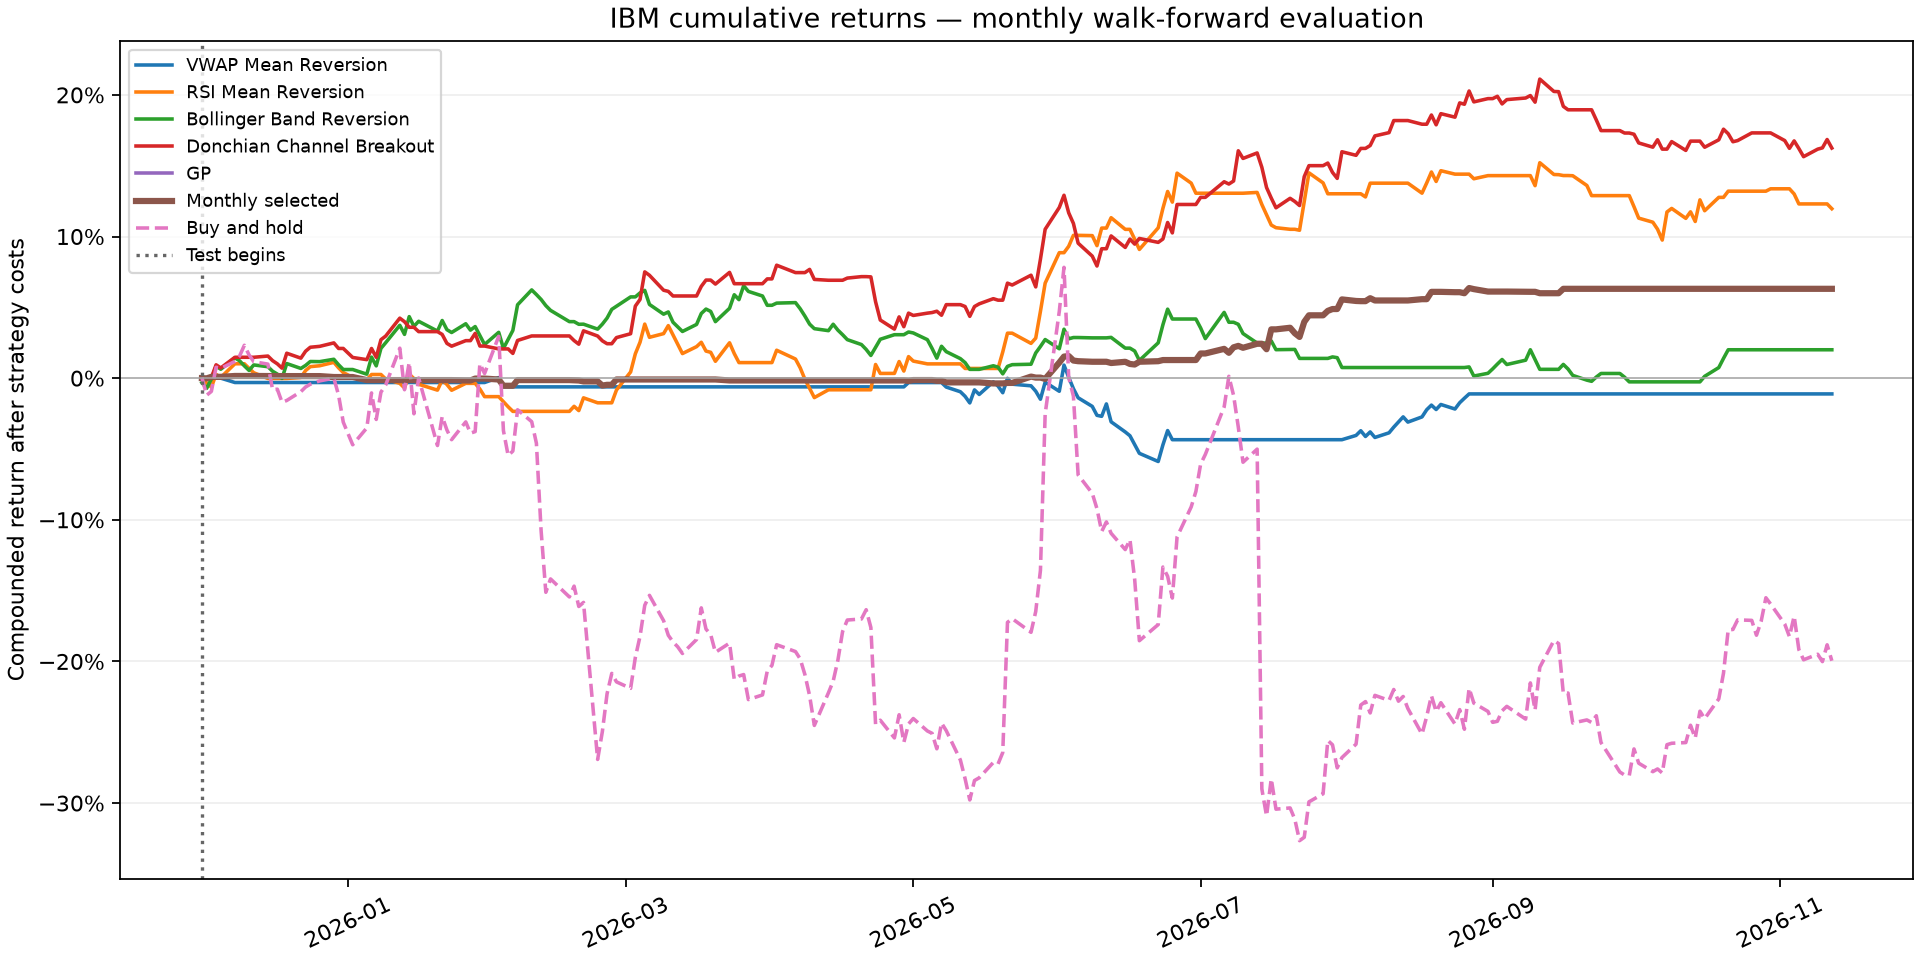 IBM cumulative returns — monthly walk-forward evaluation
VWAP Mean Reversion
RSI Mean Reversion
Bollinger Band Reversion
Donchian Channel Breakout
GP
Monthly selected
Buy and hold
Test begins
Compounded return after strategy costs
20%
10%
0%
−10%
−20%
−30%
2026-01
2026-03
2026-05
2026-07
2026-09
2026-11